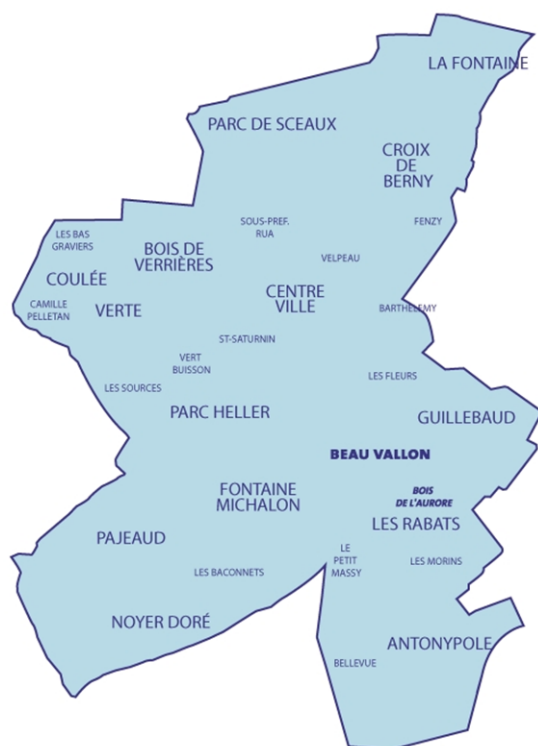 LA FONTAINE
PARC DE SCEAUX
CROIX
DE
BERNY
SOUS-PREF.
RUA
FENZY
LES BAS
GRAVIERS
BOIS DE
VERRIÈRES
VELPEAU
COULÉE
VERTE
CENTRE
VILLE
CAMILLE
PELLETAN
BARTHELEMY
ST-SATURNIN
VERT
BUISSON
LES FLEURS
LES SOURCES
PARC HELLER
GUILLEBAUD
BEAU VALLON
FONTAINE
MICHALON
BOIS
DE L'AURORE
LES RABATS
PAJEAUD
LE
PETIT
MASSY
LES MORINS
LES BACONNETS
NOYER DORÉ
ANTONYPOLE
BELLEVUE